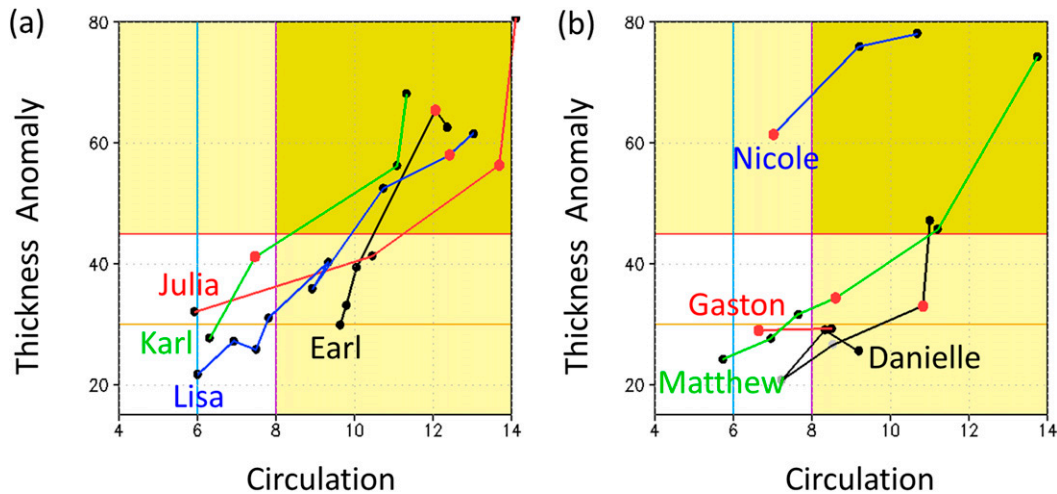 (a)
80
60
40
20
4 6 8 10 12 14
Thickness Anomaly
Circulation
Julia
Karl
Lisa
Earl
(b)
80
60
40
20
4 6 8 10 12 14
Thickness Anomaly
Circulation
Nicole
Gaston
Danielle
Matthew